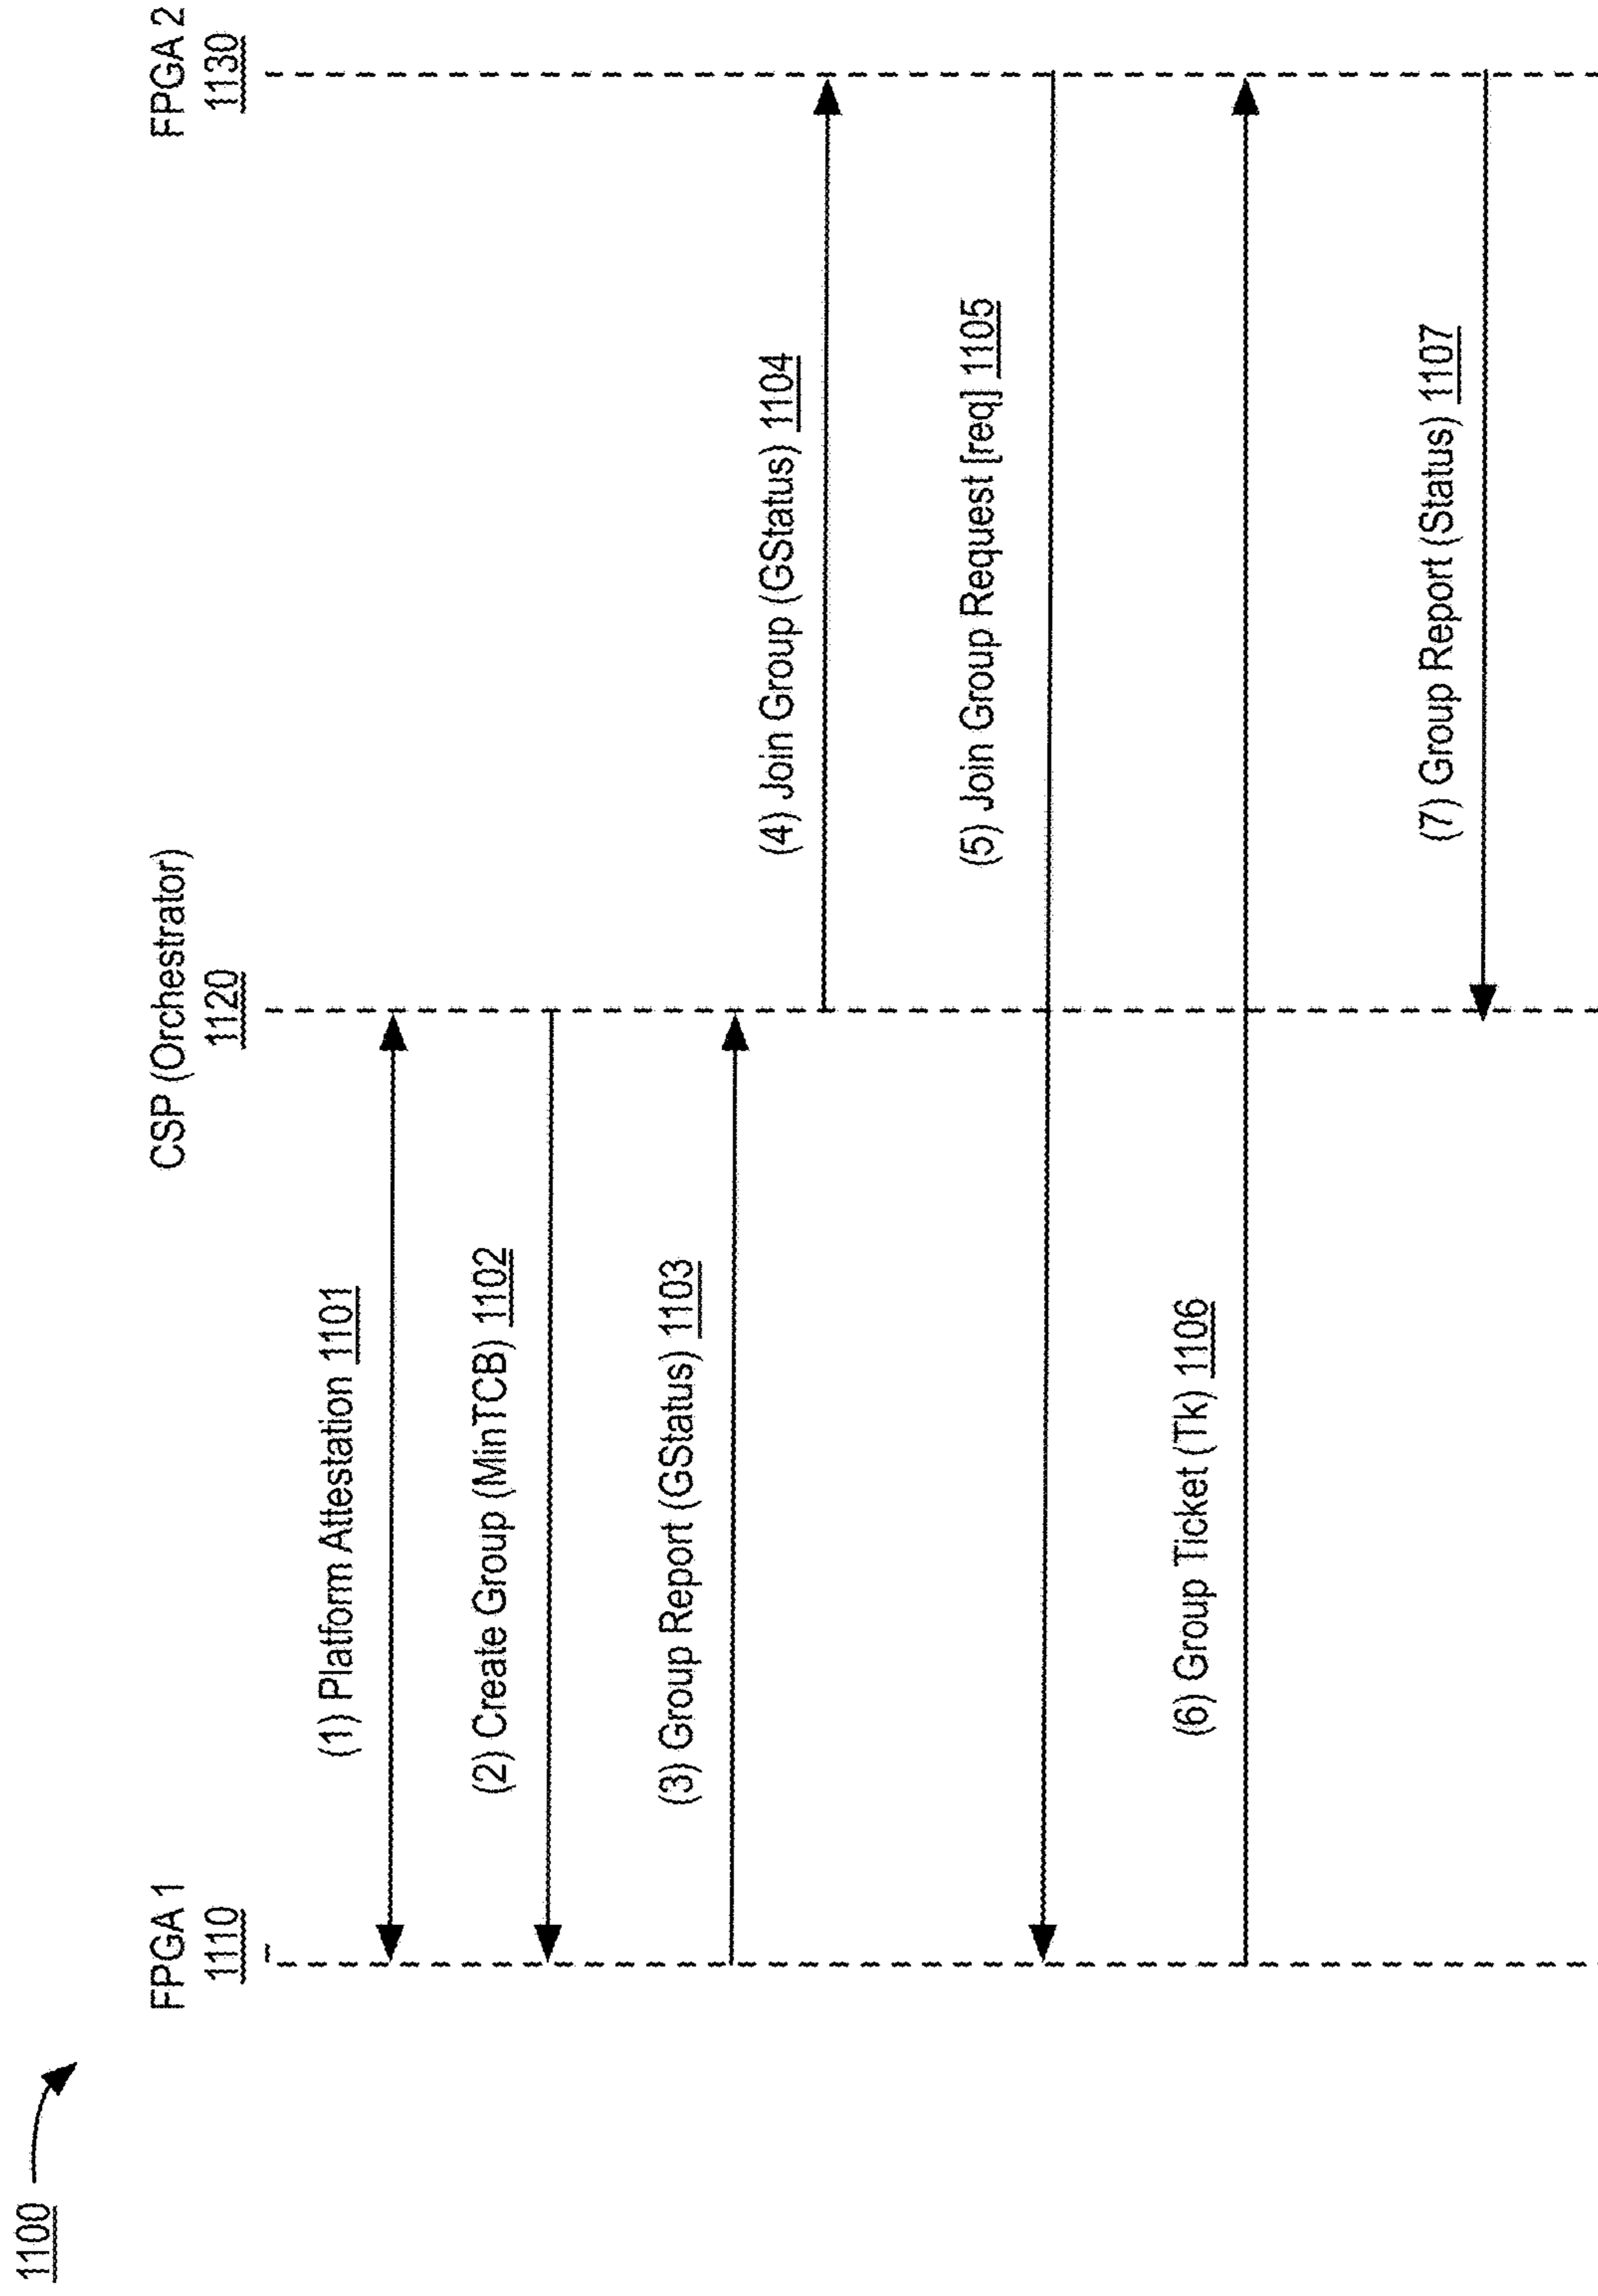 1100
FPGA 1
1110
CSP (Orchestrator)
1120
FPGA 2
1130
(1) Platform Attestation 1101
(2) Create Group (MinTCB) 1102
(3) Group Report (GStatus) 1103
(4) Join Group (GStatus) 1104
(5) Join Group Request [req] 1105
(6) Group Ticket (Tk) 1106
(7) Group Report (Status) 1107